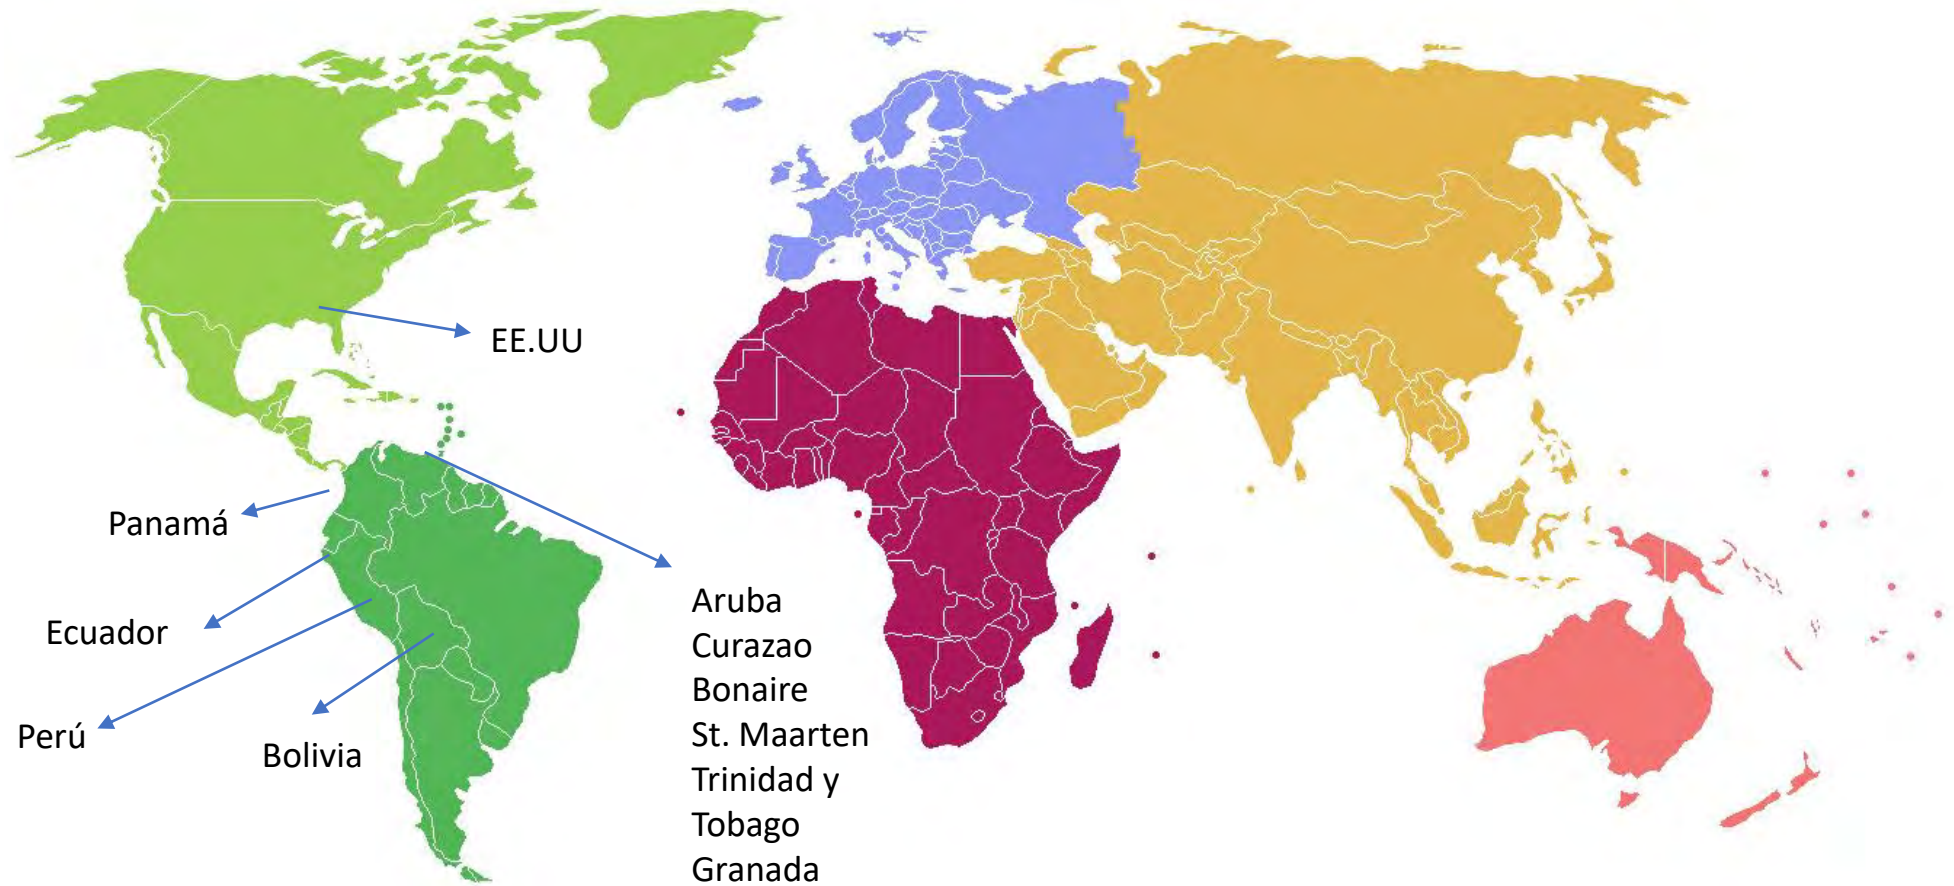 EE.UU
Panamá
Ecuador
Perú
Bolivia
Aruba
Curazao
Bonaire
St. Maarten
Trinidad y
Tobago
Granada